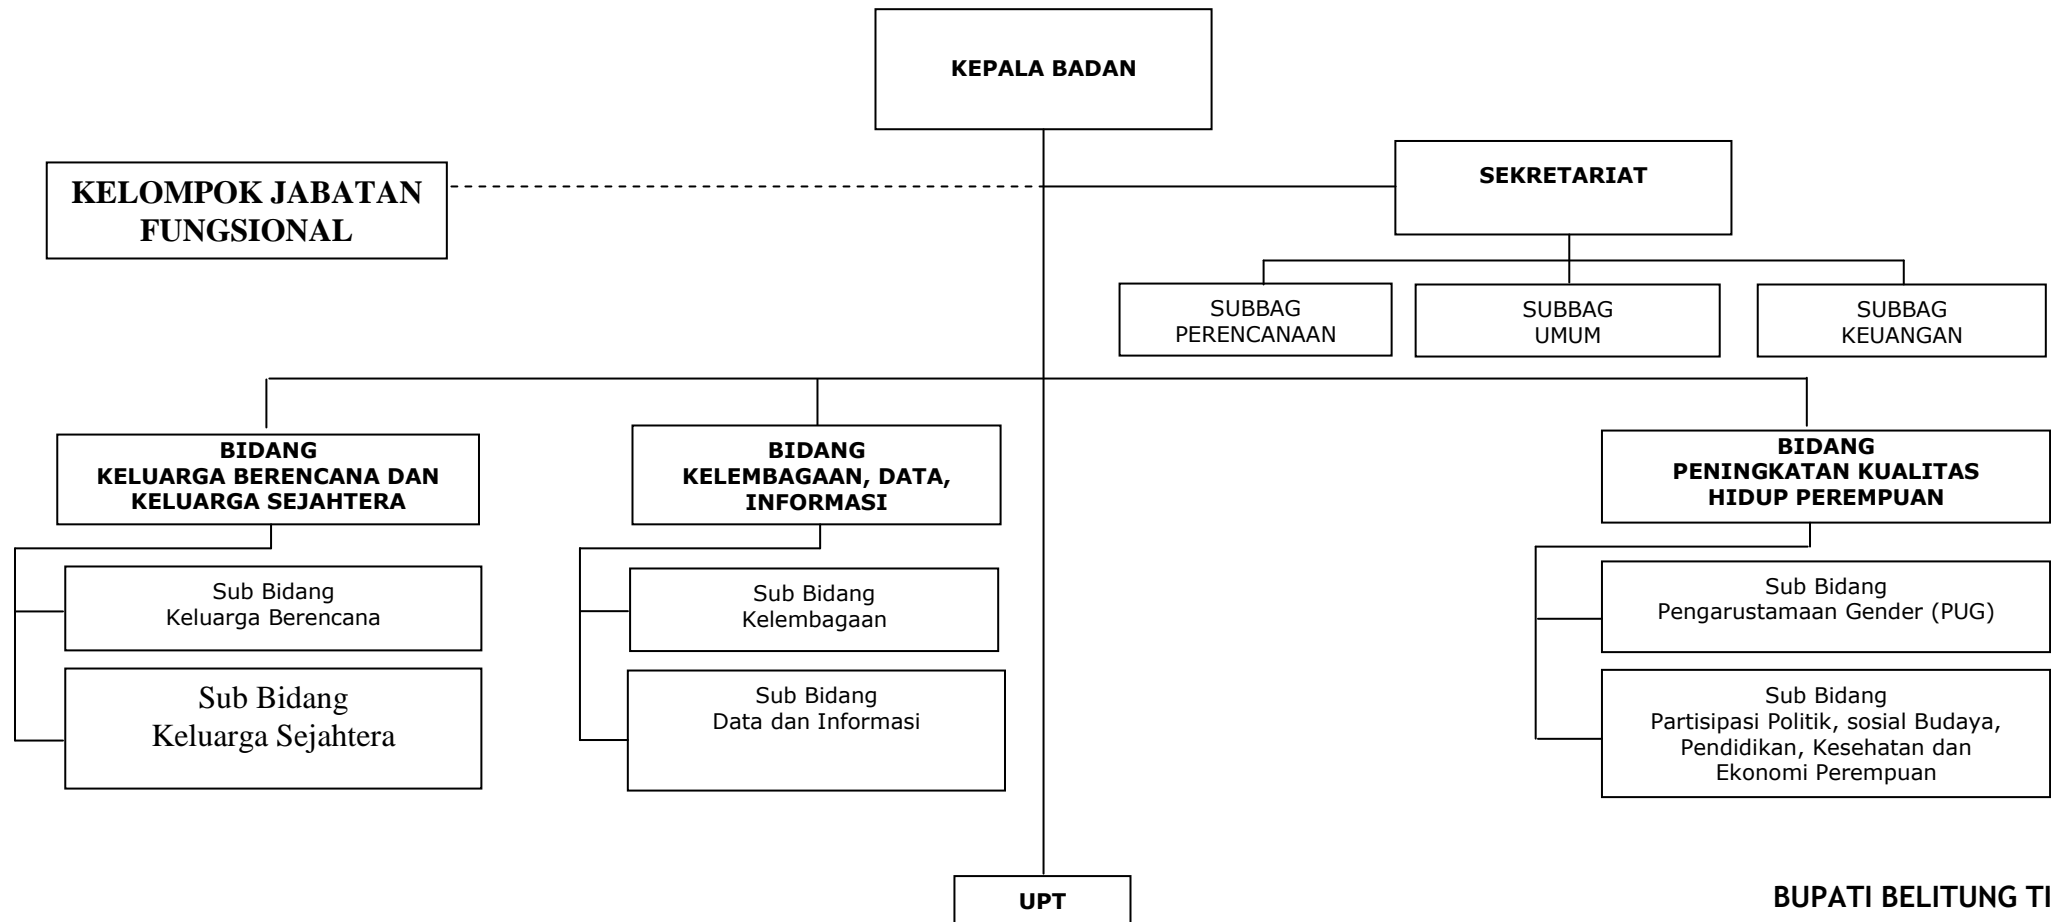 KEPALA BADAN
KELOMPOK JABATAN
FUNGSIONAL
SEKRETARIAT
SUBBAG
PERENCANAAN
SUBBAG
UMUM
SUBBAG
KEUANGAN
BIDANG
KELUARGA BERENCANA DAN
KELUARGA SEJAHTERA
BIDANG
KELEMBAGAAN, DATA,
INFORMASI
BIDANG
PENINGKATAN KUALITAS
HIDUP PEREMPUAN
Sub Bidang
Keluarga Berencana
Sub Bidang
Keluarga Sejahtera
Sub Bidang
Kelembagaan
Sub Bidang
Data dan Informasi
Sub Bidang
Pengarustamaan Gender (PUG)
Sub Bidang
Partisipasi Politik, sosial Budaya,
Pendidikan, Kesehatan dan
Ekonomi Perempuan
UPT
BUPATI BELITUNG TI